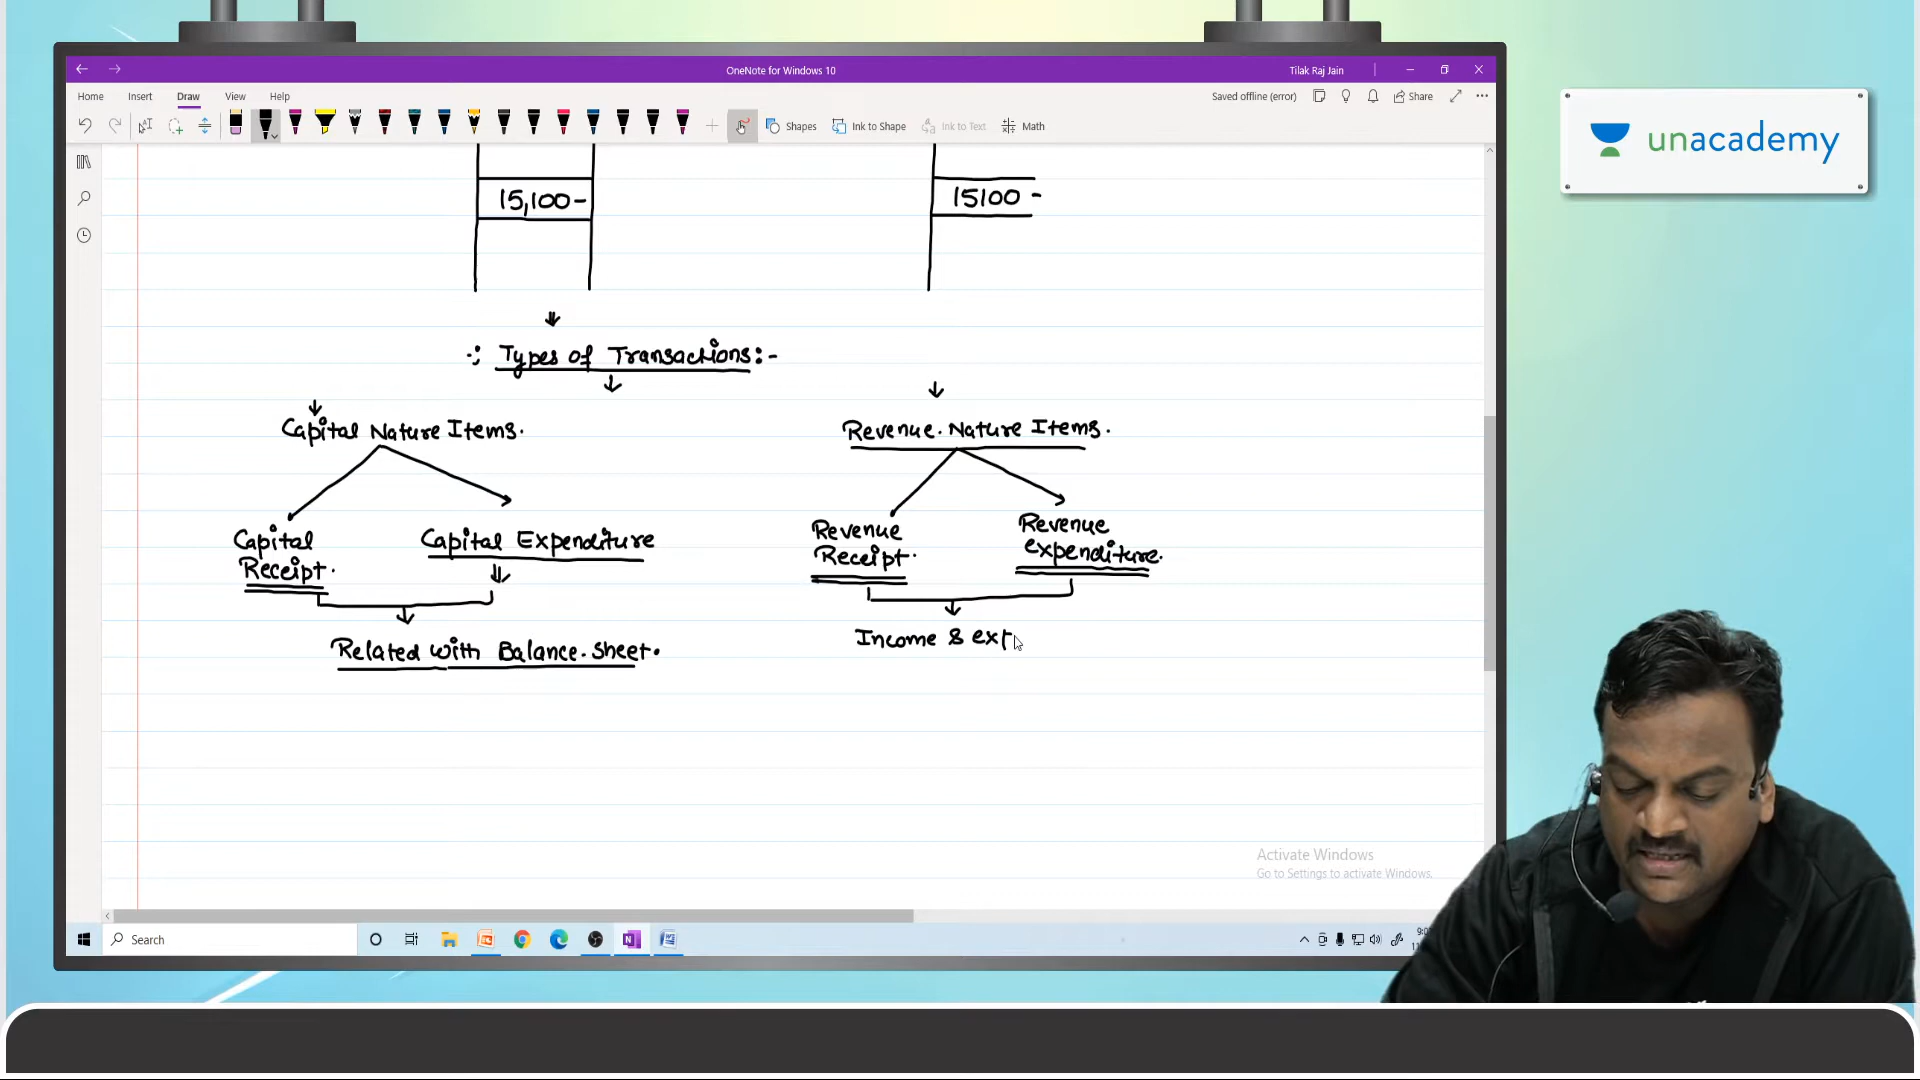 OneNote for Windows 10
Tilak Raj Jain
Home Insert Draw View Help
Saved offline (error)
Share
Shapes
Ink to Shape
Ink to Text
Math
unacademy
15,100-
15100 -
-: Types of Transactions:-
Capital Nature Items.
Revenue. Nature Items.
Capital
Receipt.
Capital Expenditure
Revenue
Receipt.
Revenue
expenditure.
Related with Balance. Sheet.
Income & exp
Activate Windows
Go to Settings to activate Windows.
Search